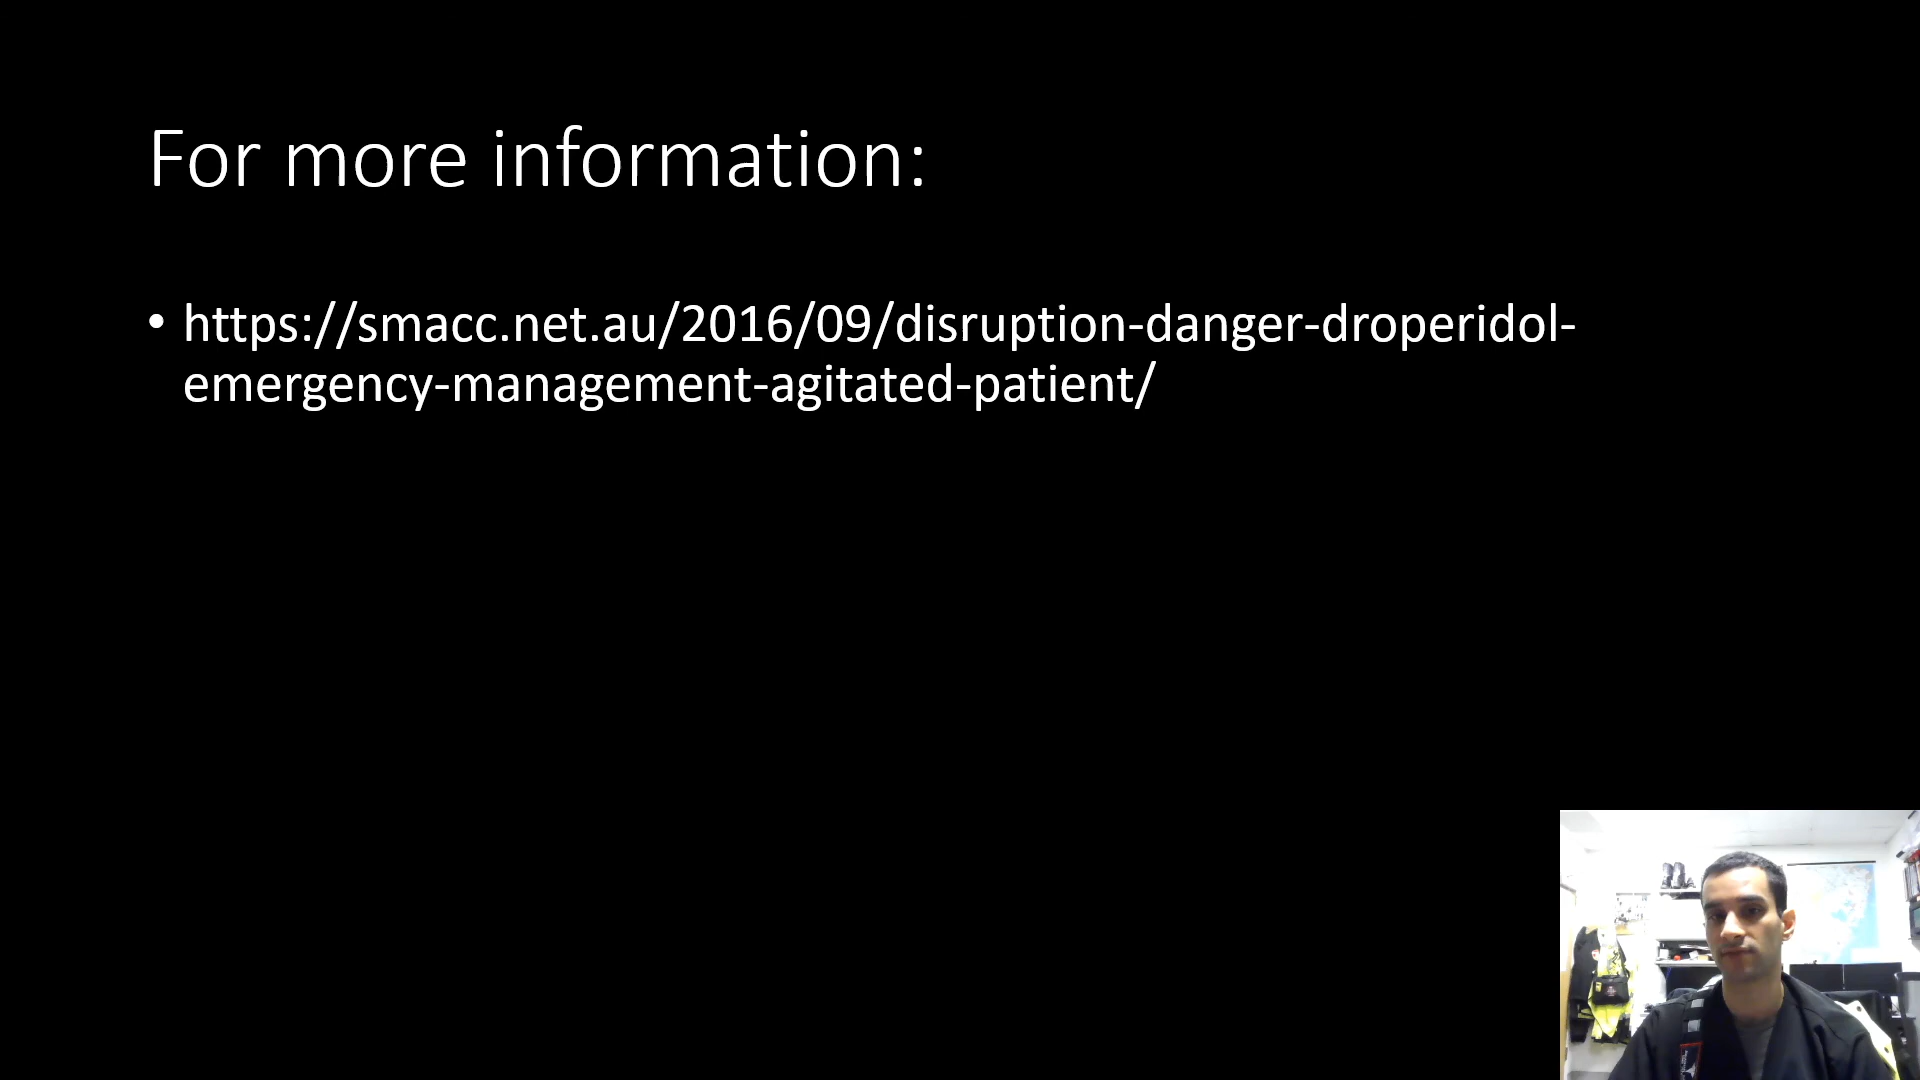 For more information:
• https://smacc.net.au/2016/09/disruption-danger-droperidol-
emergency-management-agitated-patient/